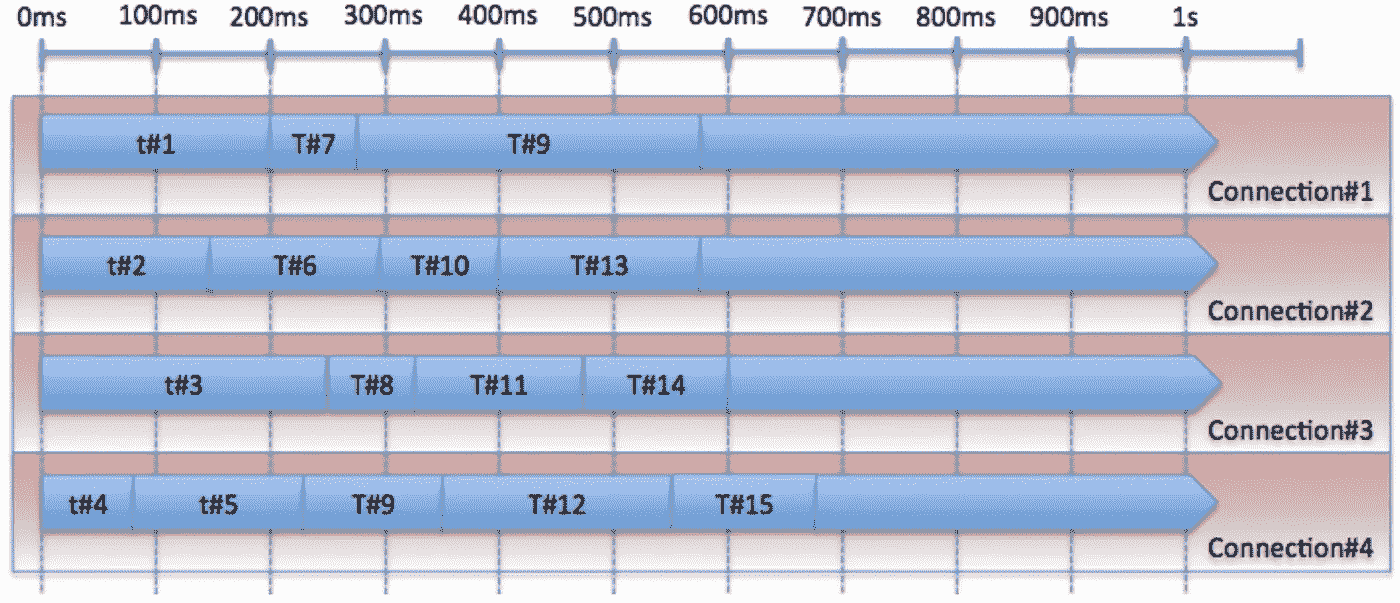 0ms 100ms 200ms 300ms 400ms 500ms 600ms 700ms 800ms 900ms 1s
t#1 T#7 T#9
Connection#1
t#2 T#6 T#10 T#13
Connection#2
t#3 T#8 T#11 T#14
Connection#3
t#4 t#5 T#9 T#12 T#15
Connection#4